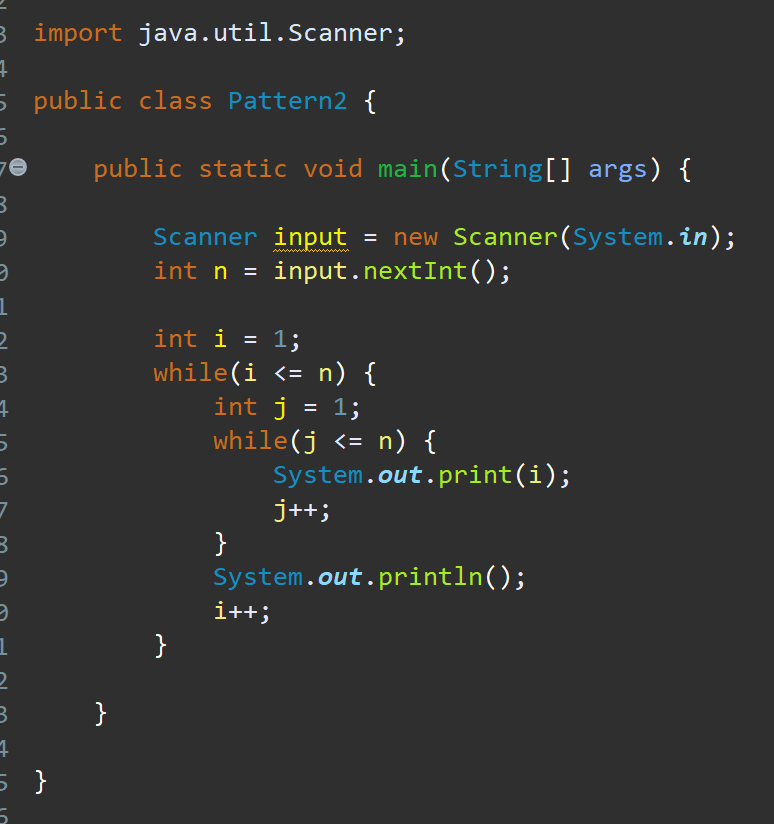 3 import java.util.Scanner;
4
5 public class Pattern2 {
6
7 public static void main(String[] args) {
8
9 Scanner input = new Scanner(System.in);
0 int n = input.nextInt();
1
2 int i = 1;
3 while(i <= n) {
4 int j = 1;
5 while(j <= n) {
6 System.out.print(i);
7 j++;
8 }
9 System.out.println();
0 i++;
1 }
2
3 }
4
5 }
6